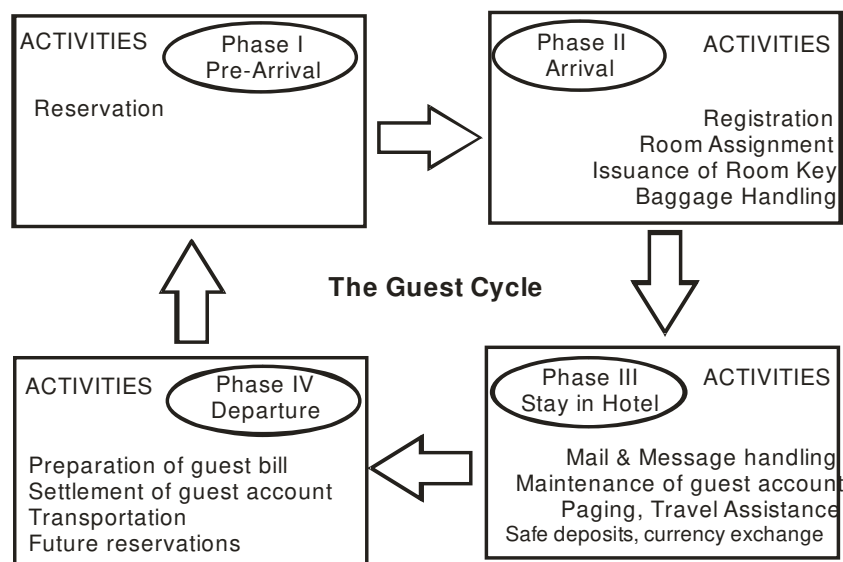 ACTIVITIES
Phase I
Pre-Arrival
Reservation
Phase II
Arrival
ACTIVITIES
Registration
Room Assignment
Issuance of Room Key
Baggage Handling
The Guest Cycle
ACTIVITIES
Phase IV
Departure
Preparation of guest bill
Settlement of guest account
Transportation
Future reservations
Phase III
Stay in Hotel
ACTIVITIES
Mail & Message handling
Maintenance of guest account
Paging, Travel Assistance
Safe deposits, currency exchange